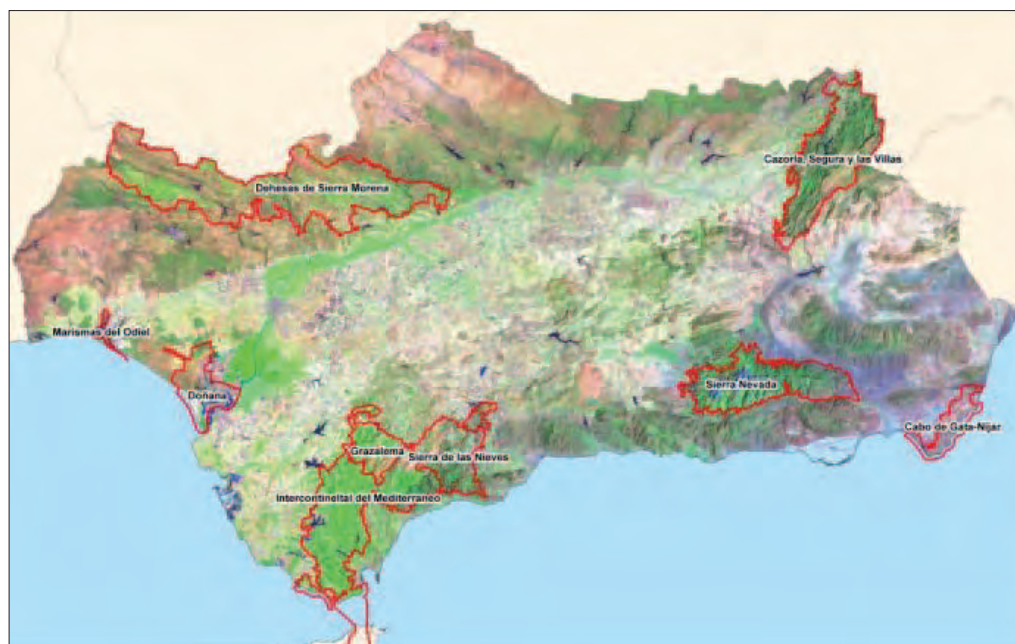 Cazorla, Segura y las Villas
Dehesas de Sierra Morena
Marismas del Odiel
Doñana
Sierra Nevada
Cabo de Gata-Níjar
Grazalema
Sierra de las Nieves
Intercontineltal del Mediterraneo